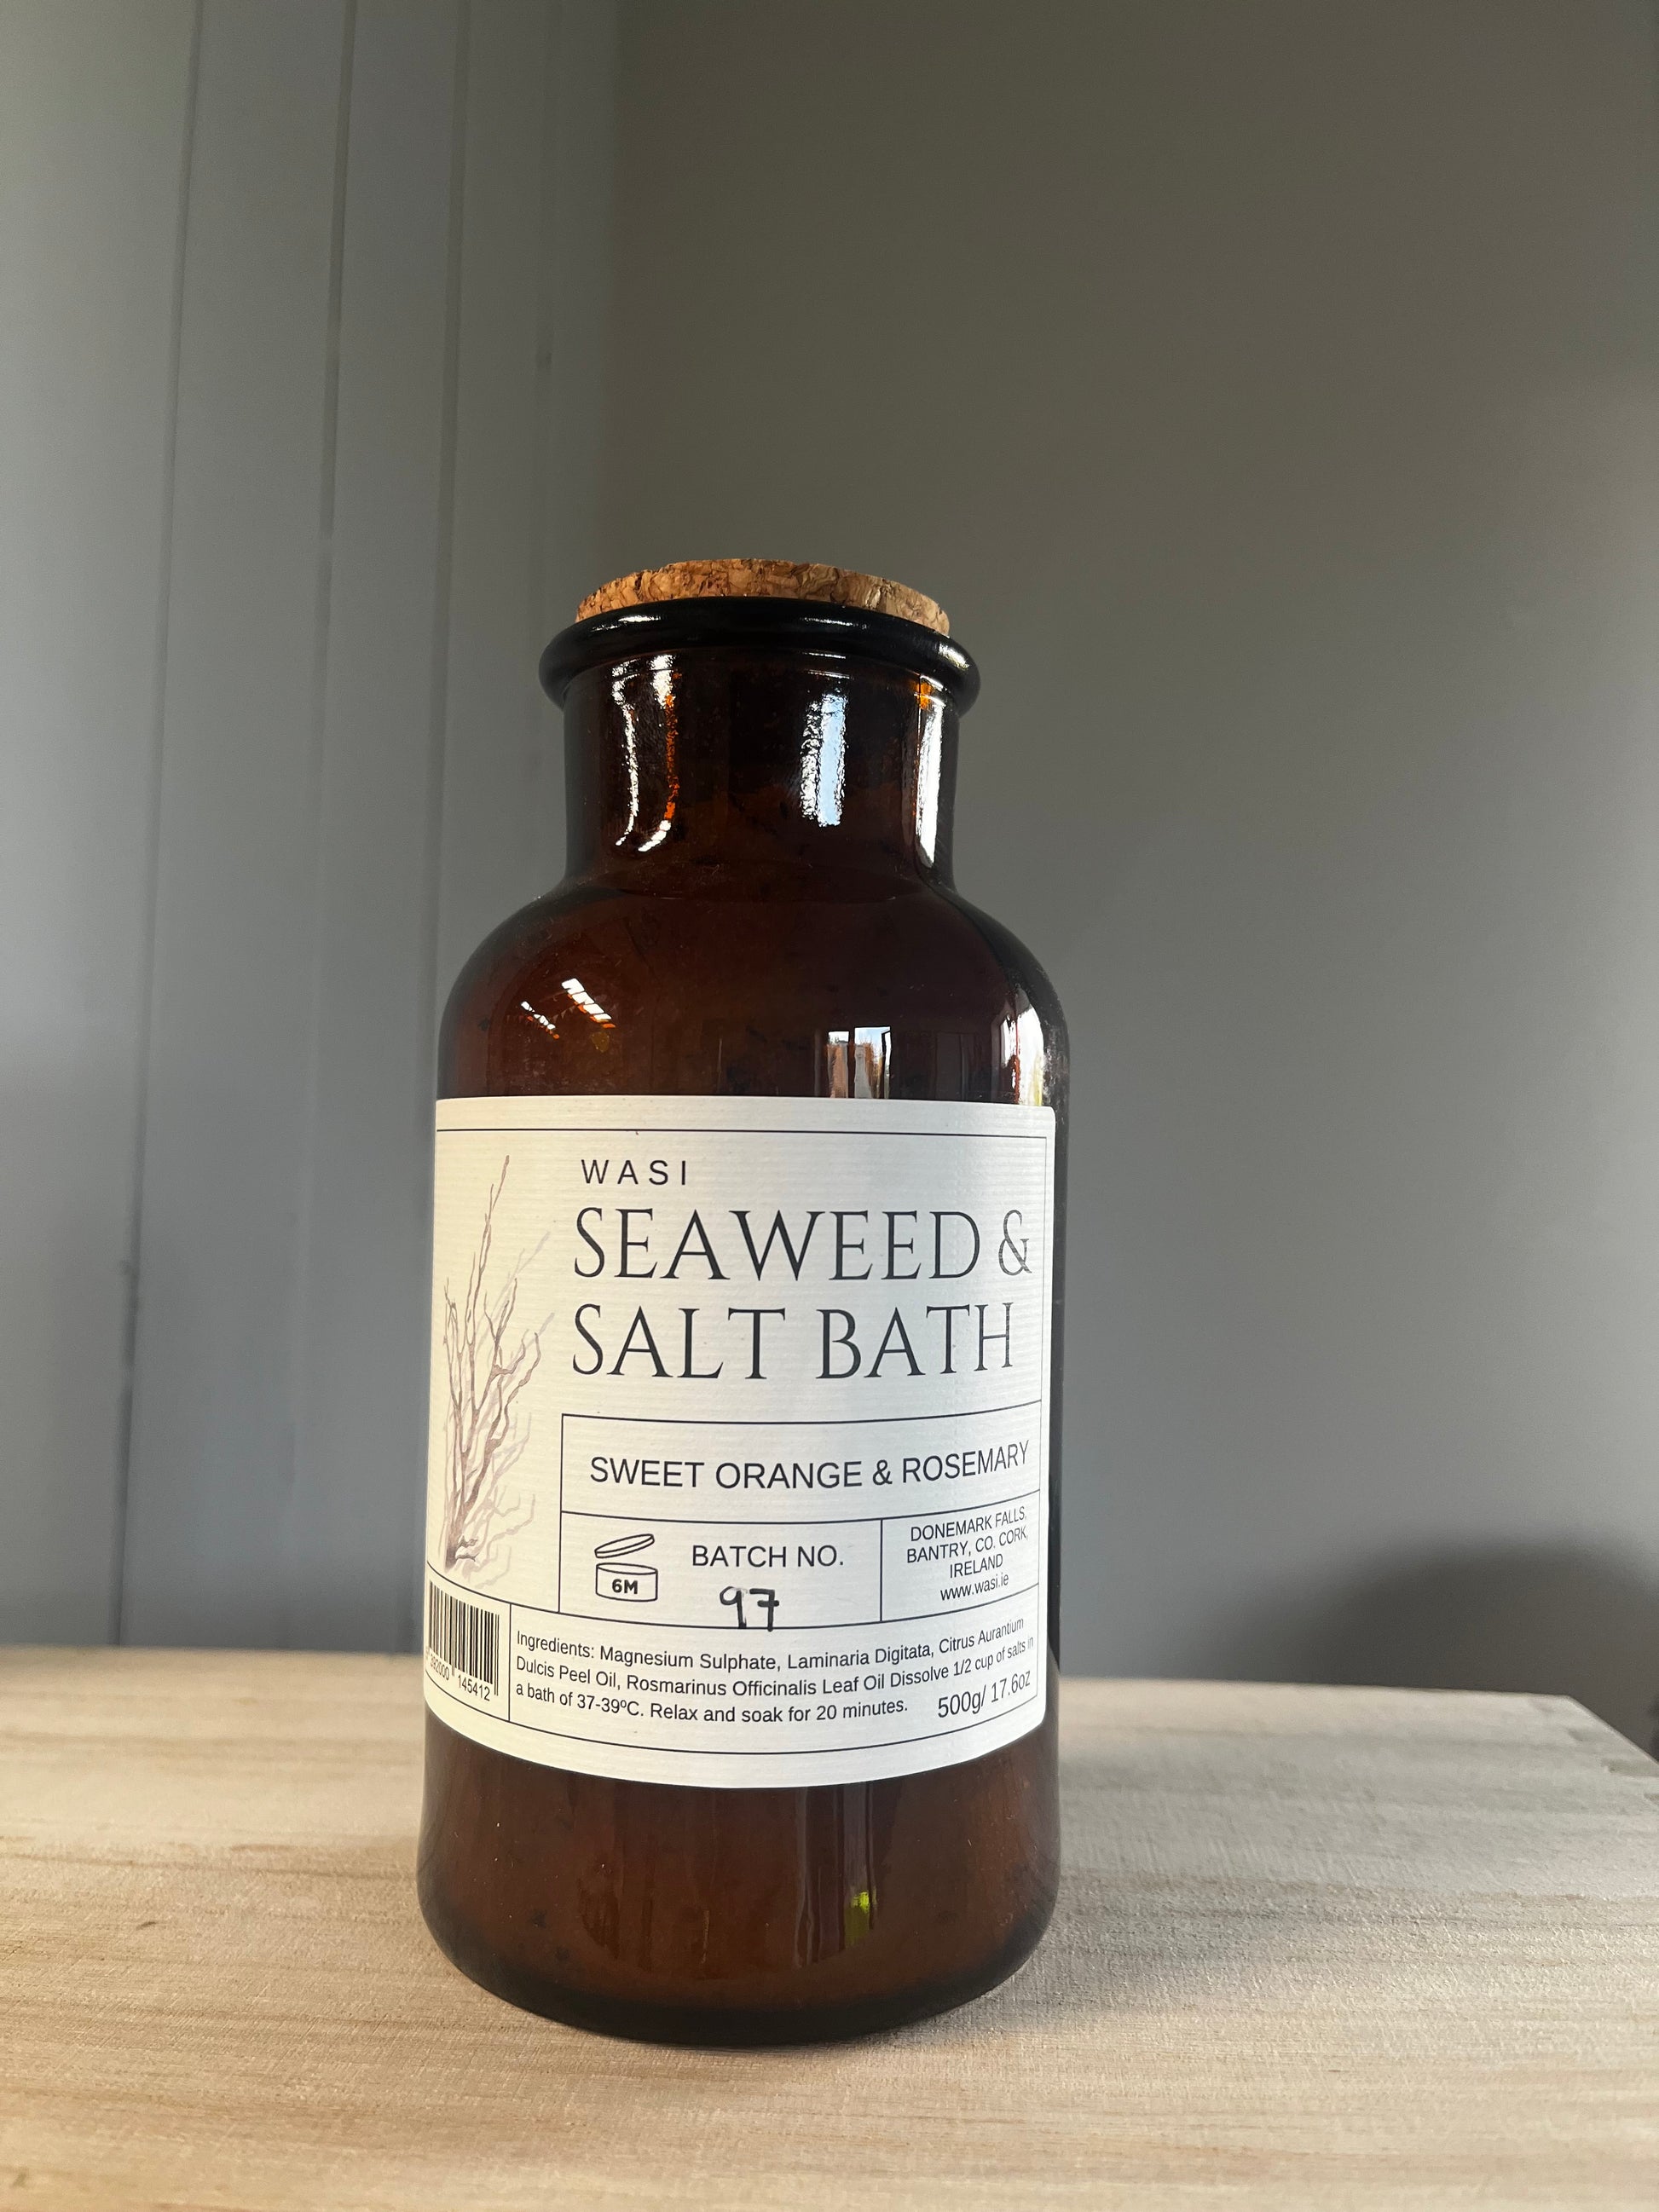 WASI
SEAWEED &
SALT BATH
SWEET ORANGE & ROSEMARY
6M
BATCH NO.
97
DONEMARK FALLS,
BANTRY, CO. CORK,
IRELAND
www.wasi.ie
145412
Ingredients: Magnesium Sulphate, Laminaria Digitata, Citrus Aurantium
Dulcis Peel Oil, Rosmarinus Officinalis Leaf Oil Dissolve 1/2 cup of salts in
a bath of 37-39ºC. Relax and soak for 20 minutes.
500g/ 17.6oz